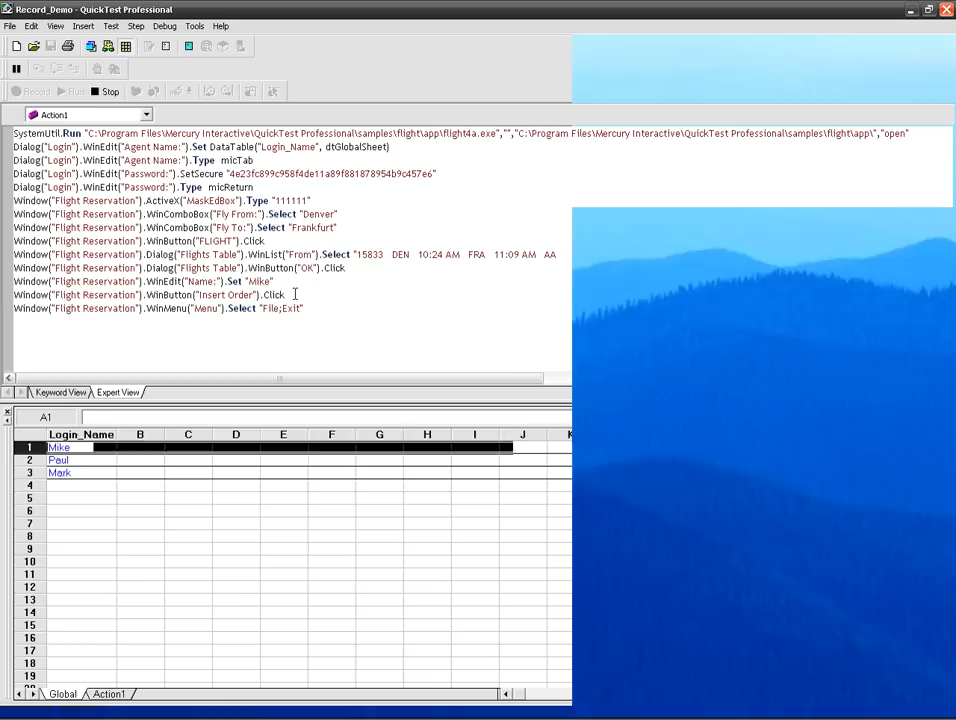 Record_Demo - QuickTest Professional
File Edit View Insert Test Step Debug Tools Help
Record Run Stop
Action1
SystemUtil.Run "C:\Program Files\Mercury Interactive\QuickTest Professional\samples\flight\app\flight4a.exe","","C:\Program Files\Mercury Interactive\QuickTest Professional\samples\flight\app\","open"
Dialog("Login").WinEdit("Agent Name:").Set DataTable("Login_Name", dtGlobalSheet)
Dialog("Login").WinEdit("Agent Name:").Type micTab
Dialog("Login").WinEdit("Password:").SetSecure "4e23fc899c958f4de11a89f881878954b9c457e6"
Dialog("Login").WinEdit("Password:").Type micReturn
Window("Flight Reservation").ActiveX("MaskEdBox").Type "111111"
Window("Flight Reservation").WinComboBox("Fly From:").Select "Denver"
Window("Flight Reservation").WinComboBox("Fly To:").Select "Frankfurt"
Window("Flight Reservation").WinButton("FLIGHT").Click
Window("Flight Reservation").Dialog("Flights Table").WinList("From").Select "15833 DEN 10:24 AM FRA 11:09 AM AA
Window("Flight Reservation").Dialog("Flights Table").WinButton("OK").Click
Window("Flight Reservation").WinEdit("Name:").Set "Mike"
Window("Flight Reservation").WinButton("Insert Order").Click
Window("Flight Reservation").WinMenu("Menu").Select "File;Exit"
Keyword View Expert View
A1
Login_Name B C D E F G H I J K
1 Mike
2 Paul
3 Mark
4
5
6
7
8
9
10
11
12
13
14
15
16
17
18
19
Global Action1